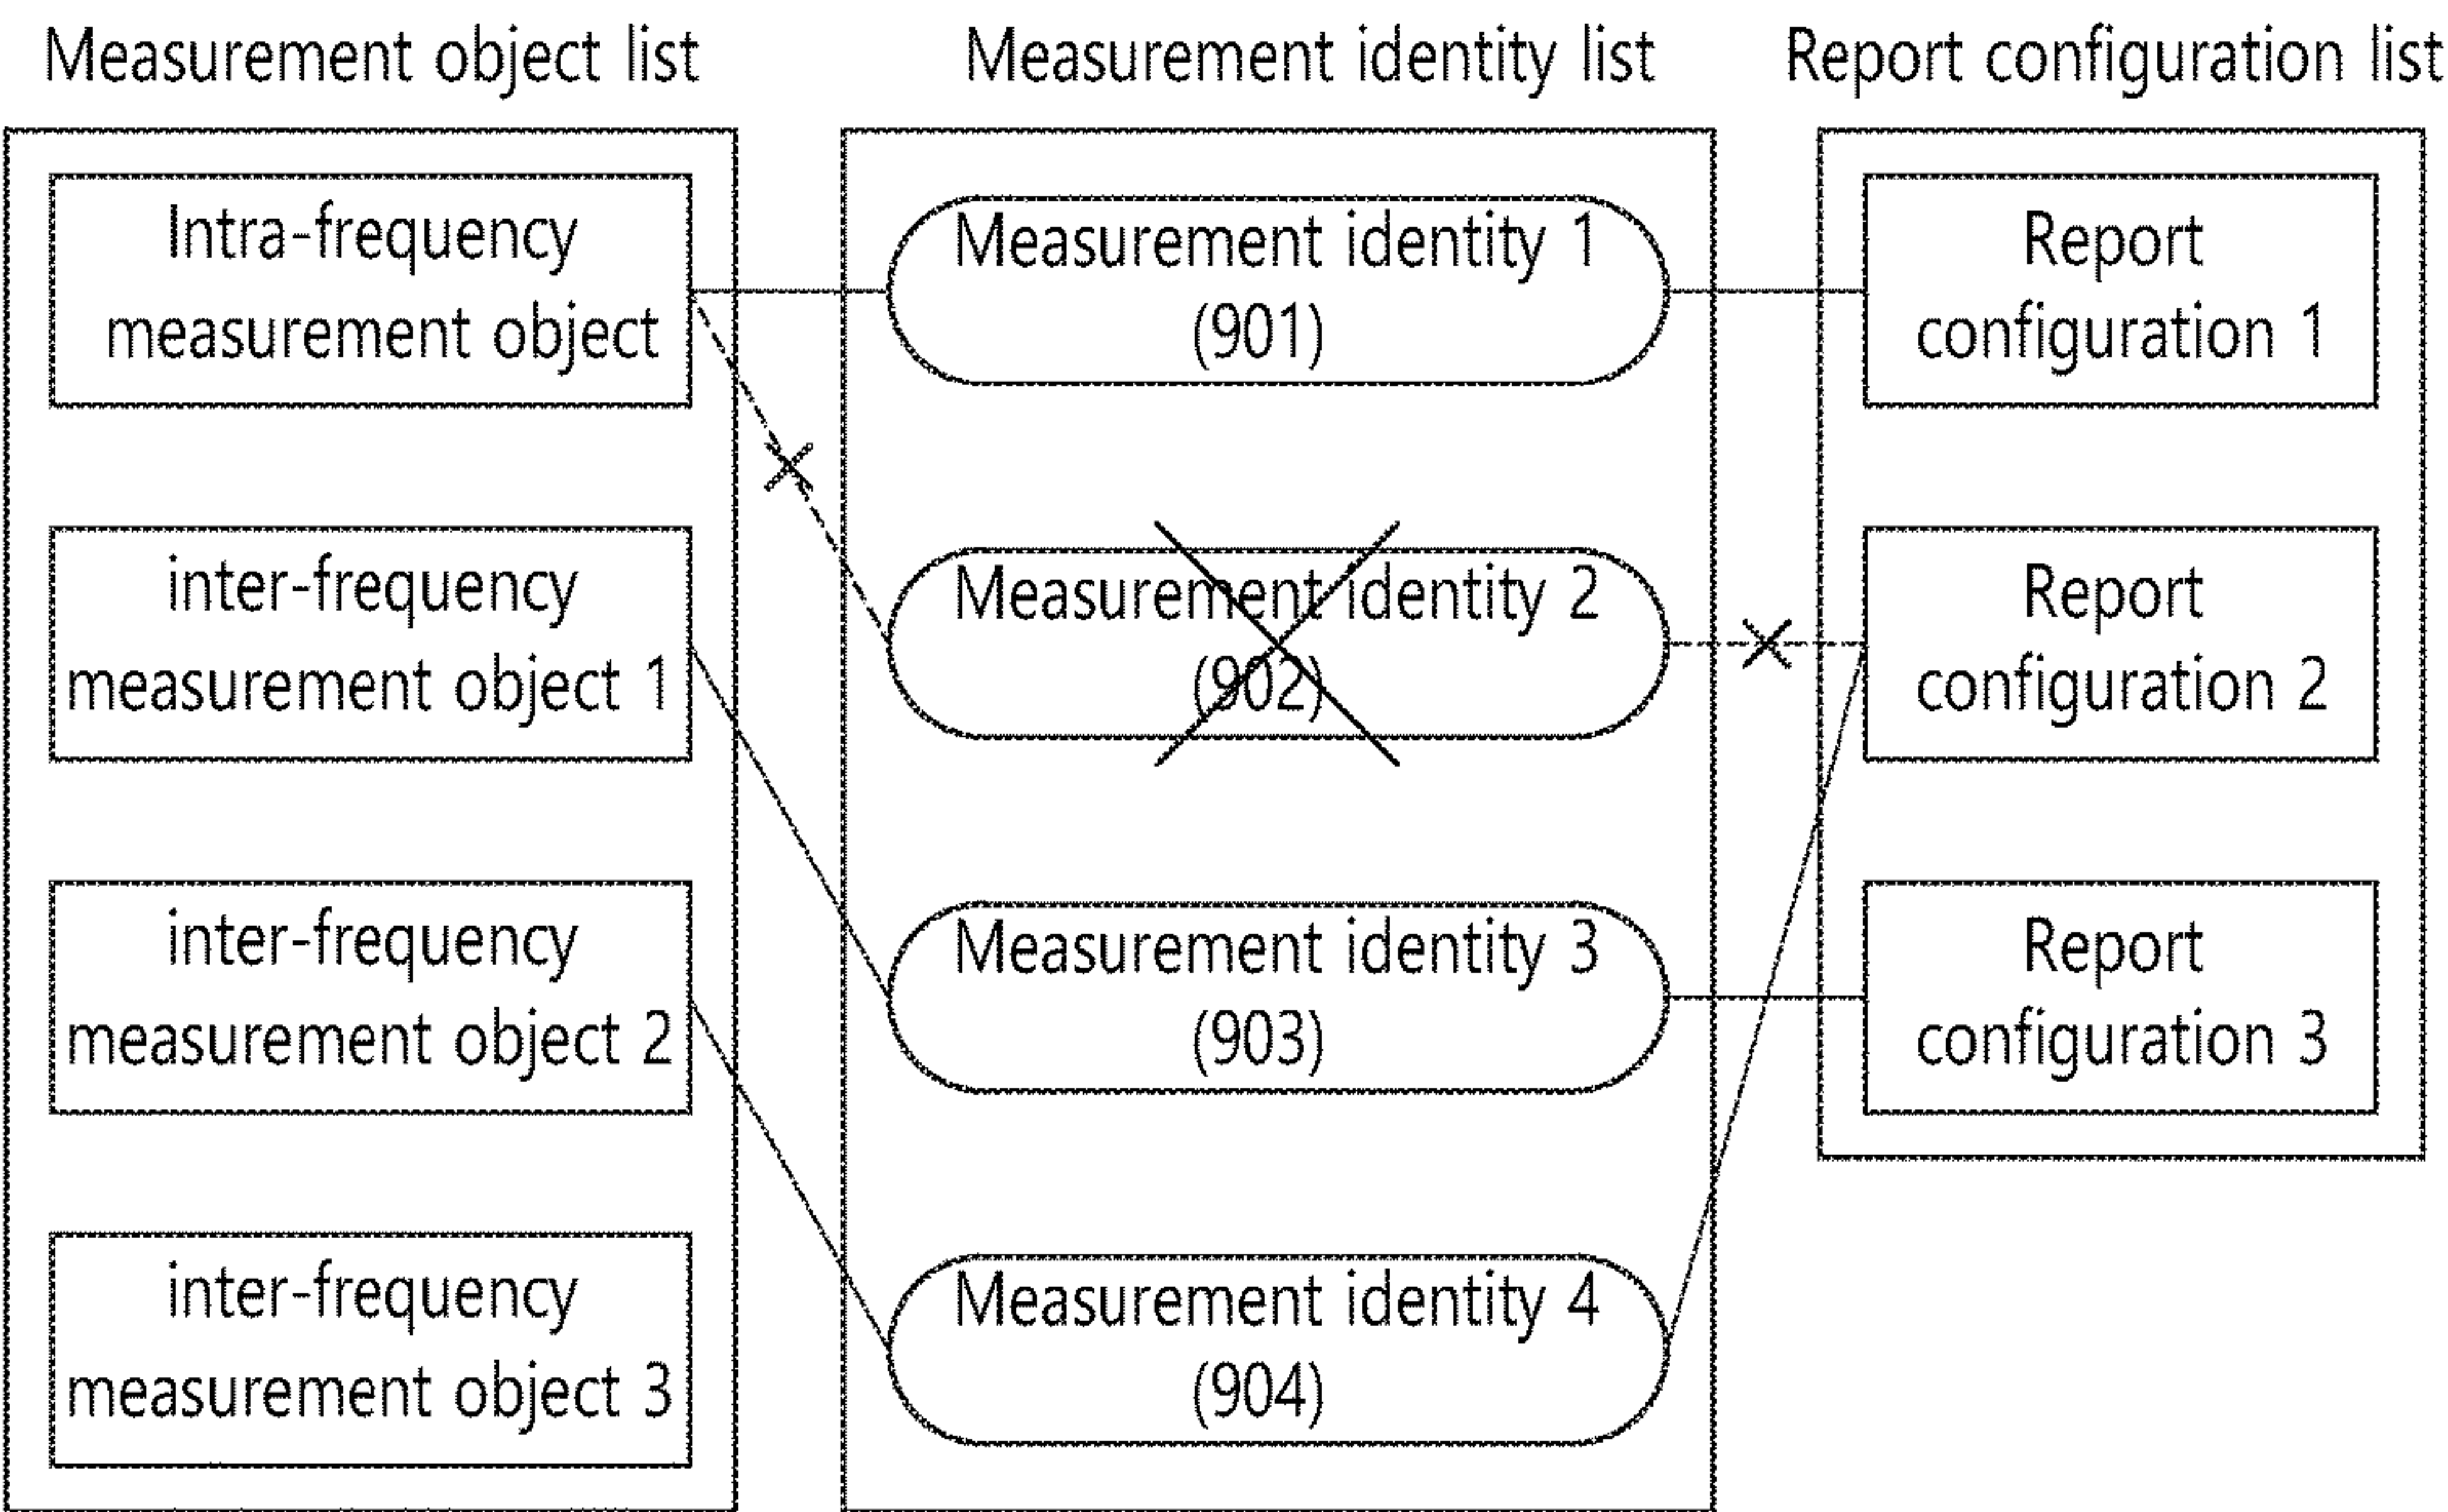 Measurement object list
Measurement identity list
Report configuration list
Intra-frequency
measurement object
inter-frequency
measurement object 1
inter-frequency
measurement object 2
inter-frequency
measurement object 3
Measurement identity 1
(901)
Measurement identity 2
(902)
Measurement identity 3
(903)
Measurement identity 4
(904)
Report
configuration 1
Report
configuration 2
Report
configuration 3